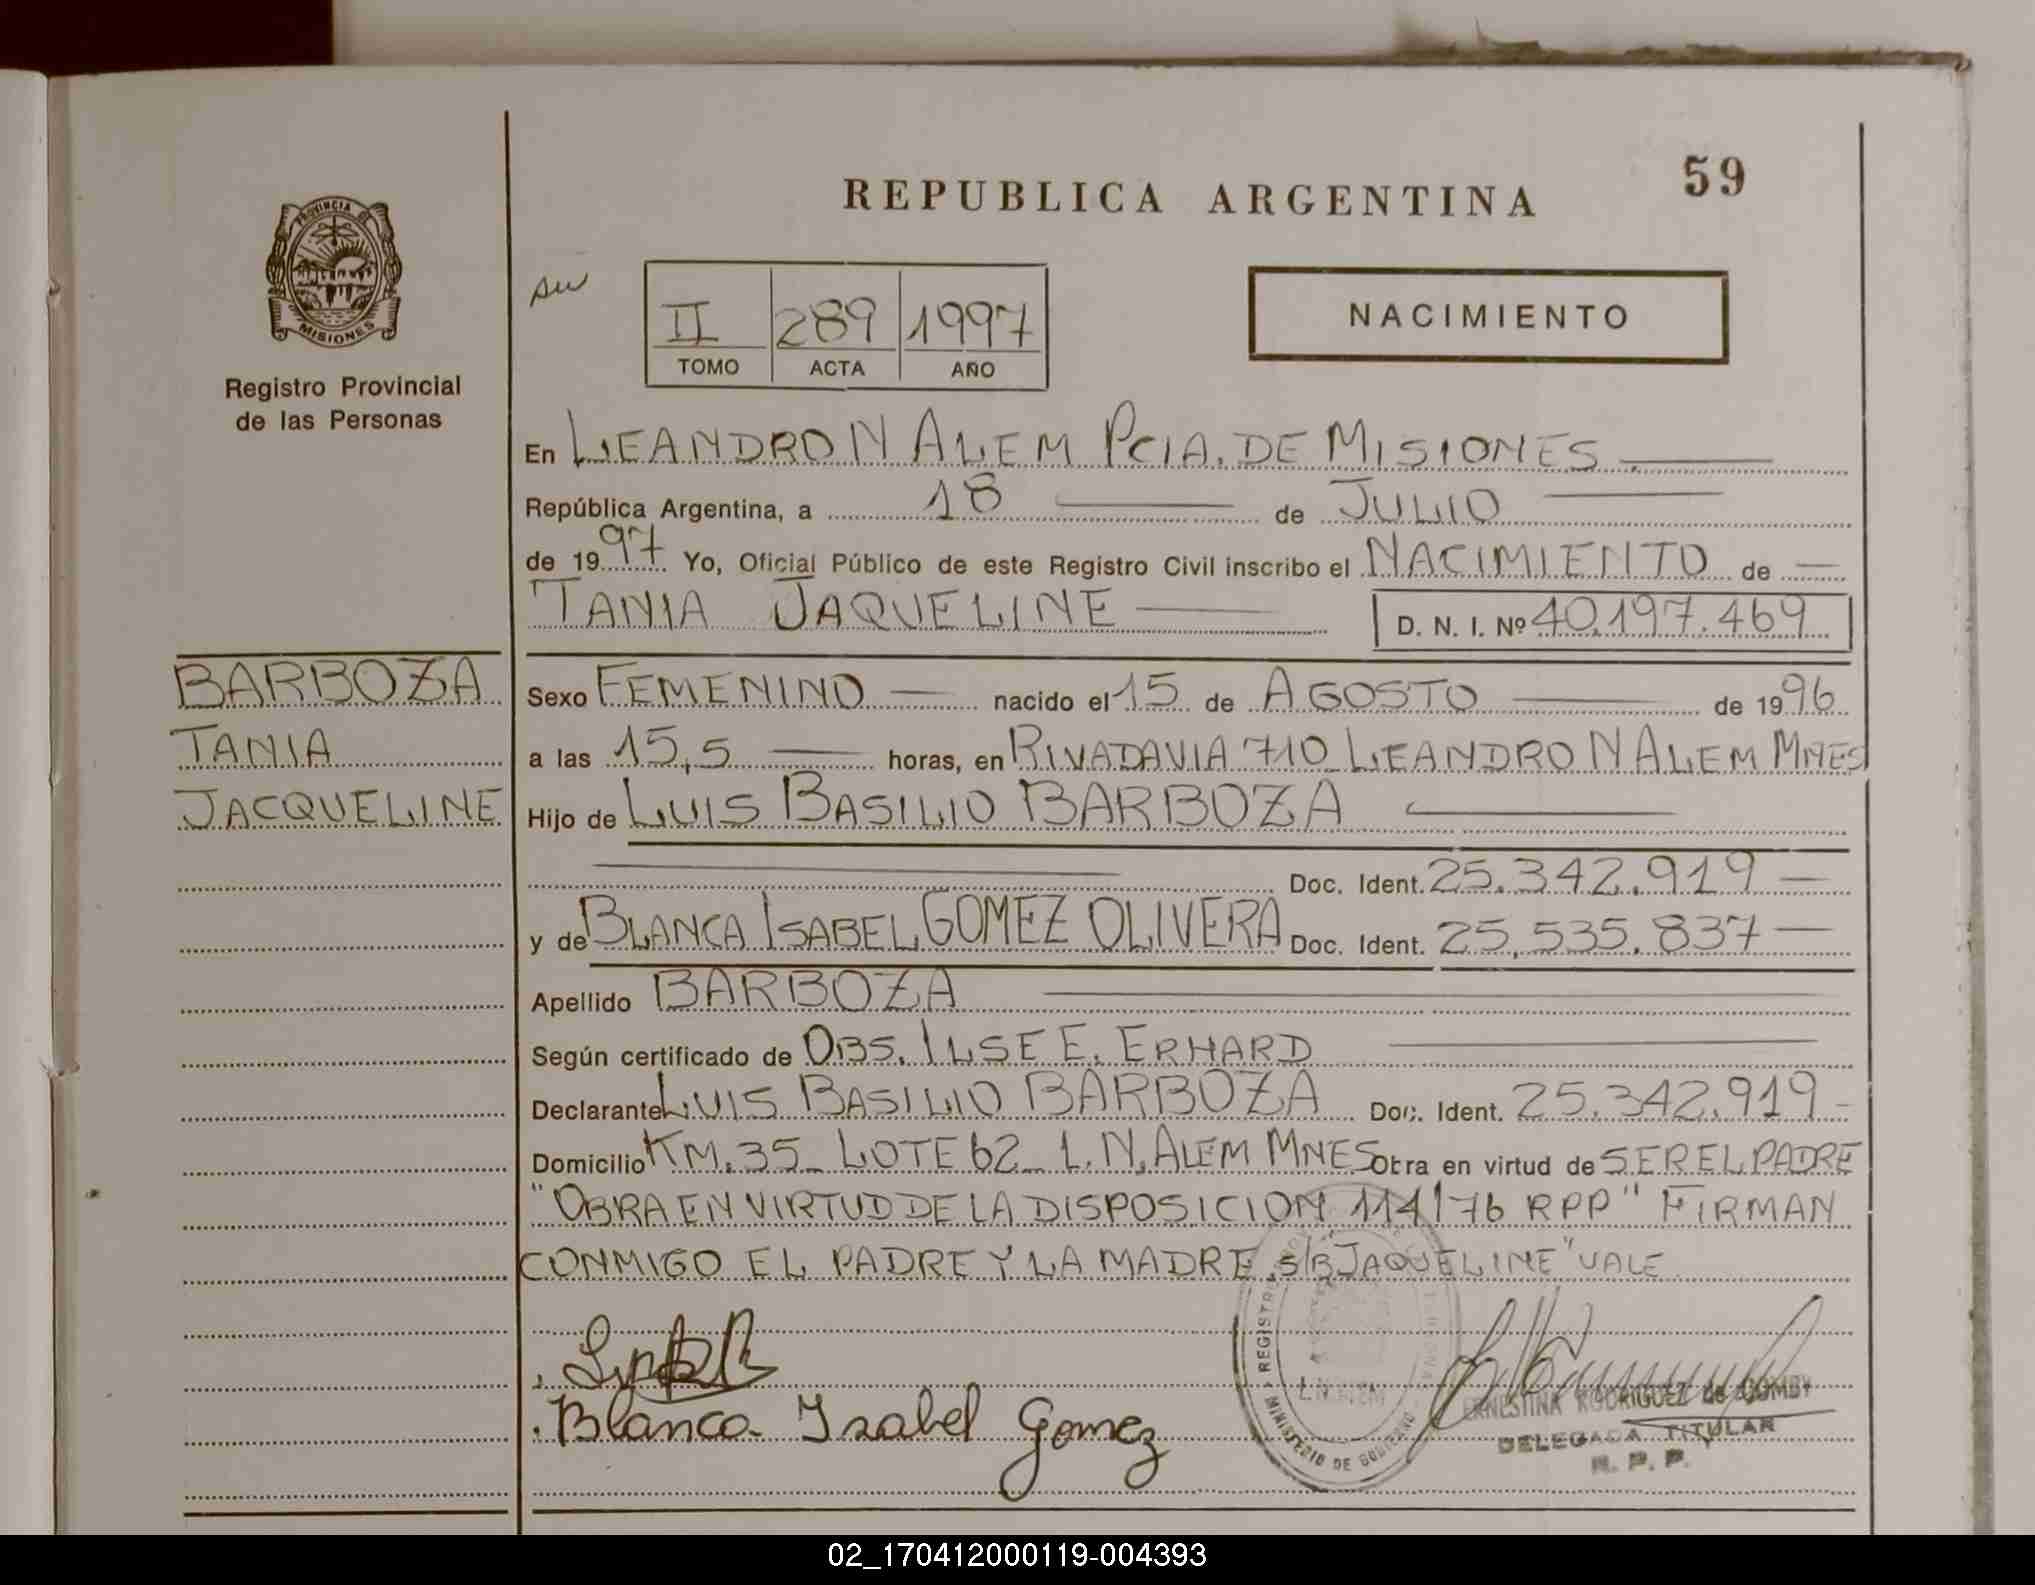 REPUBLICA ARGENTINA
59
PROVINCIA DE
MISIONES
Registro Provincial
de las Personas
II 289 1997
TOMO ACTA AÑO
NACIMIENTO
En LEANDRO N ALEM PCIA. DE MISIONES
República Argentina, a 18 de JULIO
de 1997 Yo, Oficial Público de este Registro Civil inscribo el NACIMIENTO de
TANIA JAQUELINE D. N. I. Nº 40.197.469
BARBOZA
TANIA
JACQUELINE
Sexo FEMENINO nacido el 15 de AGOSTO de 1996
a las 15,5 horas, en RIVADAVIA 710 LEANDRO N ALEM MNES
Hijo de LUIS BASILIO BARBOZA
Doc. Ident. 25.342.919
y de BLANCA ISABEL GOMEZ OLIVERA Doc. Ident. 25,535.837
Apellido BARBOZA
Según certificado de OBS. ILSE E. ERHARD
Declarante LUIS BASILIO BARBOZA Doc. Ident. 25.342.919
Domicilio KM. 35 LOTE 62 L. N. ALEM MNES Obra en virtud de SER EL PADRE
"OBRA EN VIRTUD DE LA DISPOSICION 114/76 RPP" FIRMAN
CONMIGO EL PADRE Y LA MADRE S/B JAQUELINE" VALE
Blanca Isabel Gomez
MINISTERIO DE GOBIERNO
L.N.ALEM
ERNESTINA RODRIGUEZ de GOMBY
DELEGADA TITULAR
R. P. P.
02_170412000119-004393